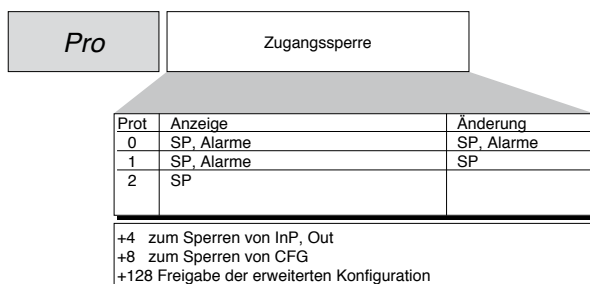 Pro Zugangssperre
Prot Anzeige Änderung
0 SP, Alarme SP, Alarme
1 SP, Alarme SP
2 SP
+4 zum Sperren von InP, Out
+8 zum Sperren von CFG
+128 Freigabe der erweiterten Konfiguration